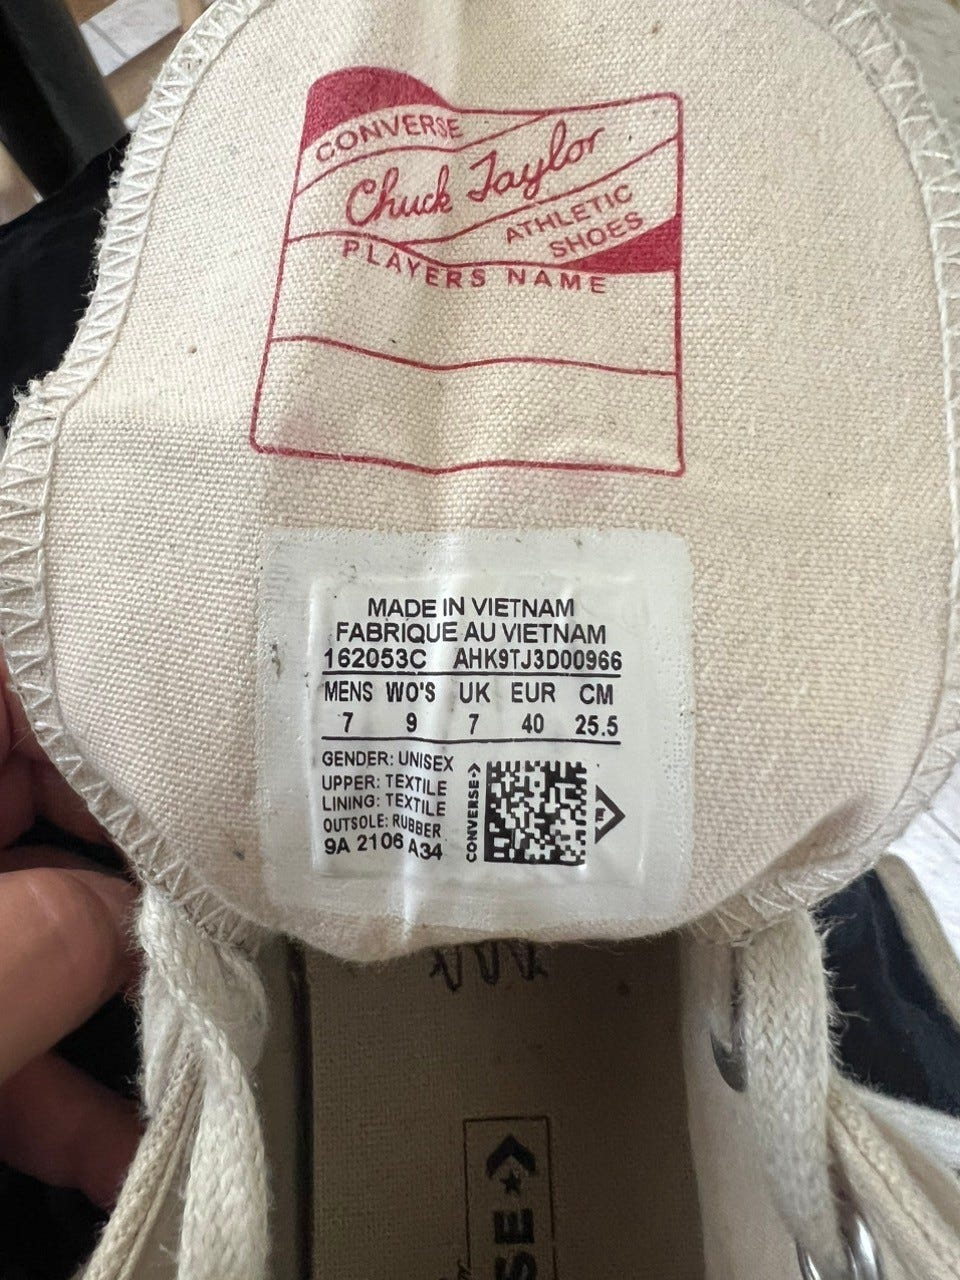 CONVERSE
Chuck Taylor
ATHLETIC
SHOES
PLAYERS NAME
MADE IN VIETNAM
FABRIQUE AU VIETNAM
162053C AHK9TJ3D00966
MENS WO'S UK EUR CM
7 9 7 40 25.5
GENDER: UNISEX
UPPER: TEXTILE
LINING: TEXTILE
OUTSOLE: RUBBER
9A 2106 A34
CONVERSE
SE